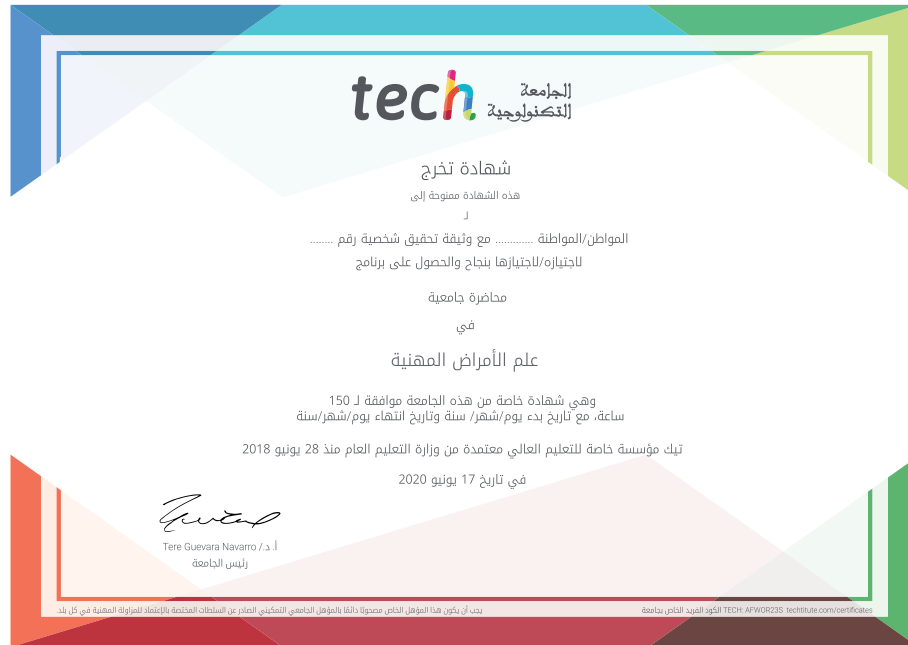 tech الجامعة
التكنولوجية
شهادة تخرج
هذه الشهادة ممنوحة إلى
لـ
المواطن/المواطنة ............ مع وثيقة تحقيق شخصية رقم ........
لاجتيازه/لاجتيازها بنجاح والحصول على برنامج
محاضرة جامعية
في
علم الأمراض المهنية
وهي شهادة خاصة من هذه الجامعة موافقة لـ 150
ساعة، مع تاريخ بدء يوم/شهر/ سنة وتاريخ انتهاء يوم/شهر/سنة
تيك مؤسسة خاصة للتعليم العالي معتمدة من وزارة التعليم العام منذ 28 يونيو 2018
في تاريخ 17 يونيو 2020
أ. د./ Tere Guevara Navarro
رئيس الجامعة
يجب أن يكون هذا المؤهل الخاص مصحوبًا دائمًا بالمؤهل الجامعي التمكيني الصادر عن السلطات المختصة بالإعتماد للمزاولة المهنية في كل بلد.
الكود الفريد الخاص بجامعة TECH: AFWOR23S techtitute.com/certificates